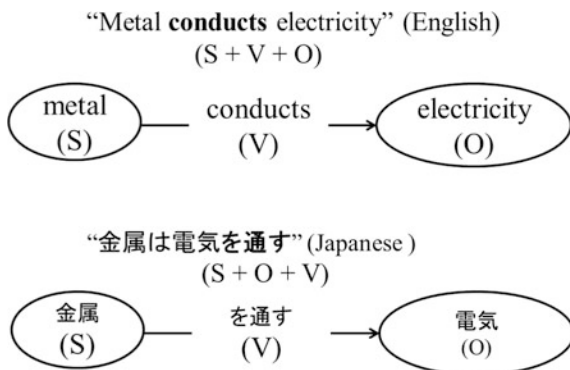 “Metal conducts electricity” (English)
(S + V + O)
metal conducts electricity
(S) (V) (O)
“金属は電気を通す” (Japanese )
(S + O + V)
金属 を通す 電気
(S) (V) (O)